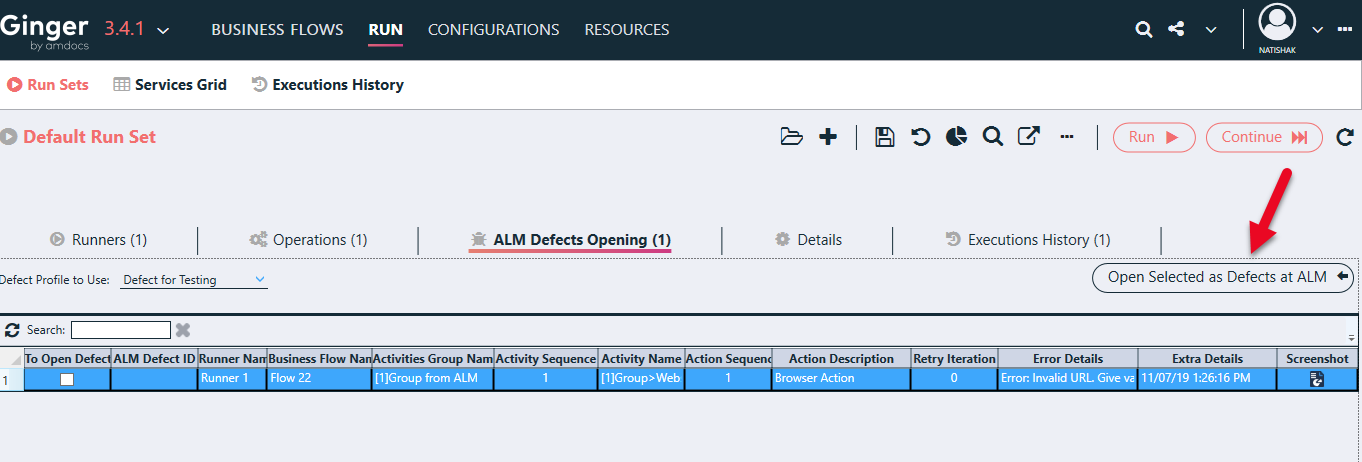 Ginger 3.4.1 BUSINESS FLOWS RUN CONFIGURATIONS RESOURCES
by amdocs
NATISHAK
Run Sets Services Grid Executions History
Default Run Set Run Continue
Runners (1) Operations (1) ALM Defects Opening (1) Details Executions History (1)
Defect Profile to Use: Defect for Testing Open Selected as Defects at ALM
Search:
To Open Defect ALM Defect ID Runner Nam Business Flow Nam Activities Group Nam Activity Sequence Activity Name Action Sequenc Action Description Retry Iteration Error Details Extra Details Screenshot
1 Runner 1 Flow 22 [1]Group from ALM 1 [1]Group>Web 1 Browser Action 0 Error: Invalid URL. Give va 11/07/19 1:26:16 PM